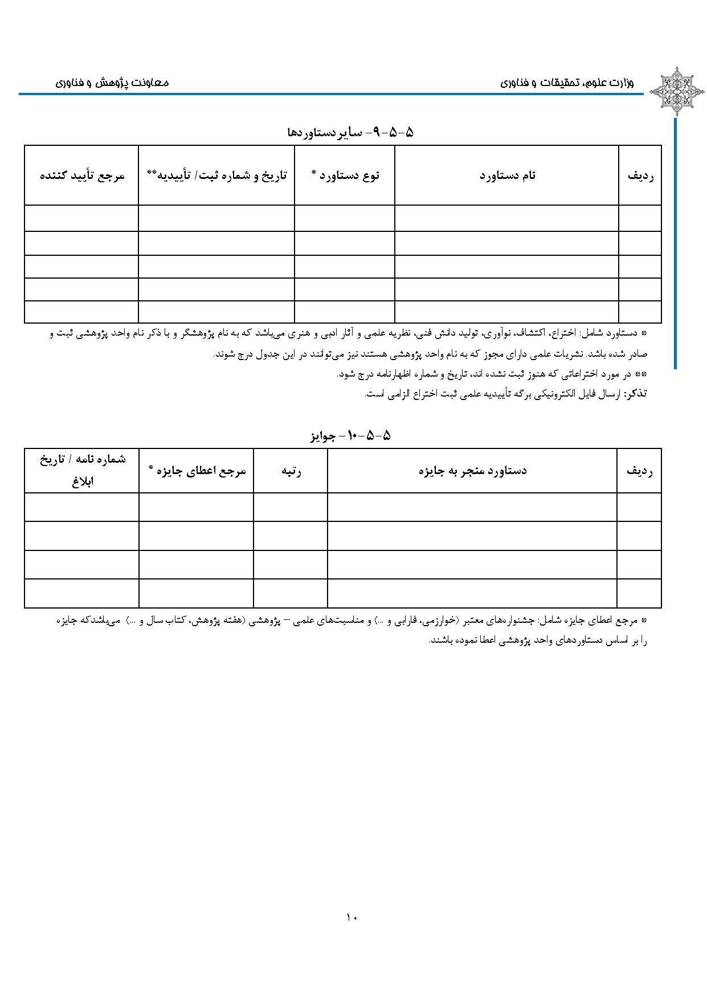 وزارت علوم، تحقیقات و فناوری
معاونت پژوهش و فناوری
۵-۵-۹- سایردستاوردها
ردیف
نام دستاورد
نوع دستاورد *
تاریخ و شماره ثبت/ تأییدیه**
مرجع تأیید کننده
* دستاورد شامل: اختراع، اکتشاف، نوآوری، تولید دانش فنی، نظریه علمی و آثار ادبی و هنری می‌باشد که به نام پژوهشگر و با ذکر نام واحد پژوهشی ثبت و
صادر شده باشد. نشریات علمی دارای مجوز که به نام واحد پژوهشی هستند نیز می‌توانند در این جدول درج شوند.
** در مورد اختراعاتی که هنوز ثبت نشده اند، تاریخ و شماره اظهارنامه درج شود.
تذکر: ارسال فایل الکترونیکی برگه تأییدیه علمی ثبت اختراع الزامی است.
۵-۵-۱۰- جوایز
ردیف
دستاورد منجر به جایزه
رتبه
مرجع اعطای جایزه *
شماره نامه / تاریخ
ابلاغ
* مرجع اعطای جایزه شامل: جشنواره‌های معتبر (خوارزمی، فارابی و ...) و مناسبت‌های علمی – پژوهشی (هفته پژوهش، کتاب سال و ...) می‌باشدکه جایزه
را بر اساس دستاوردهای واحد پژوهشی اعطا نموده باشند.
۱۰